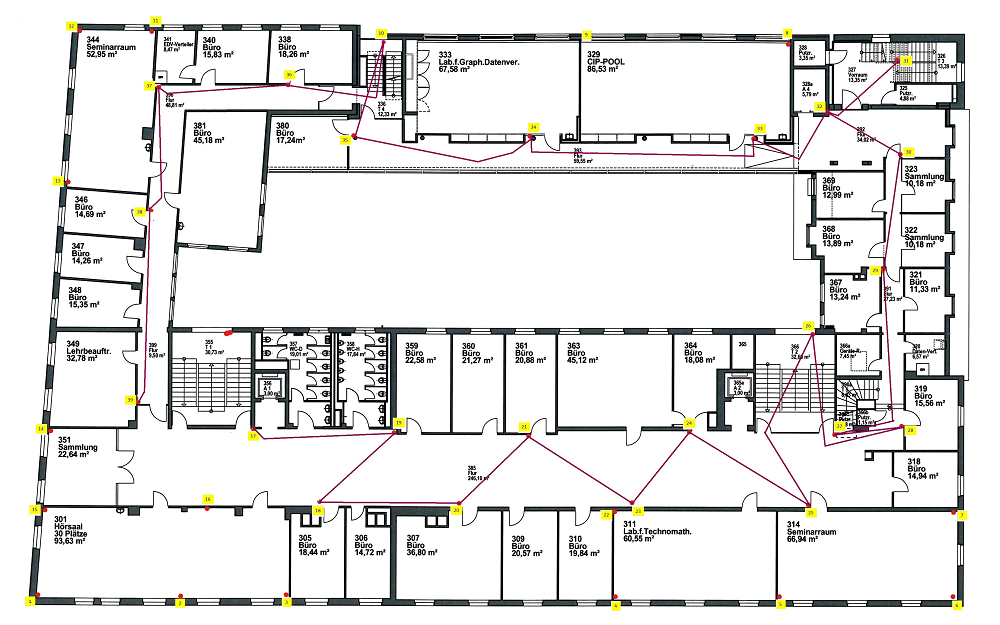 12
11
344
Seminarraum
52,95 m²
341
EDV-Verteiler
8,47 m²
340
Büro
15,83 m²
338
Büro
18,26 m²
10
9
8
333
Lab.f.Graph.Datenver.
67,58 m²
329
CIP-POOL
86,53 m²
328
Putzr.
3,35 m²
328a
A 4
5,79 m²
327
Vorraum
13,35 m²
31
326
T 3
13,39 m²
325
Putzr.
4,88 m²
37
36
Flur
48,81 m²
336
T 4
12,33 m²
32
381
Büro
45,18 m²
380
Büro
17,24m²
35
34
33
393
Flur
59,55 m²
392
Flur
34,02 m²
30
13
346
Büro
14,69 m²
38
369
Büro
12,99 m²
323
Sammlung
10,18 m²
347
Büro
14,26 m²
368
Büro
13,89 m²
322
Sammlung
10,18 m²
348
Büro
15,35 m²
367
Büro
13,24 m²
29
391
Flur
27,23 m²
321
Büro
11,33 m²
26
349
Lehrbeauftr.
32,78 m²
399
Flur
9,50 m²
355
T 1
30,73 m²
357
WC-D
19,01 m²
358
WC-H
17,84 m²
359
Büro
22,58 m²
360
Büro
21,27 m²
361
Büro
20,88 m²
363
Büro
45,12 m²
364
Büro
18,08 m²
365
366
T 2
366a
7,45 m²
320
Daten-Vert.
6,57 m²
356
A 1
3,00 m²
365a
A 2
3,00 m²
319
Büro
15,56 m²
39
14
17
19
21
24
27
28
351
Sammlung
22,64 m²
385
Flur
318
Büro
14,94 m²
15
16
18
20
22
23
25
7
301
Hörsaal
30 Plätze
93,63 m²
305
Büro
18,44 m²
306
Büro
14,72 m²
307
Büro
36,80 m²
309
Büro
20,57 m²
310
Büro
19,84 m²
311
Lab.f.Technomath.
60,55 m²
314
Seminarraum
66,94 m²
1
2
3
4
5
6